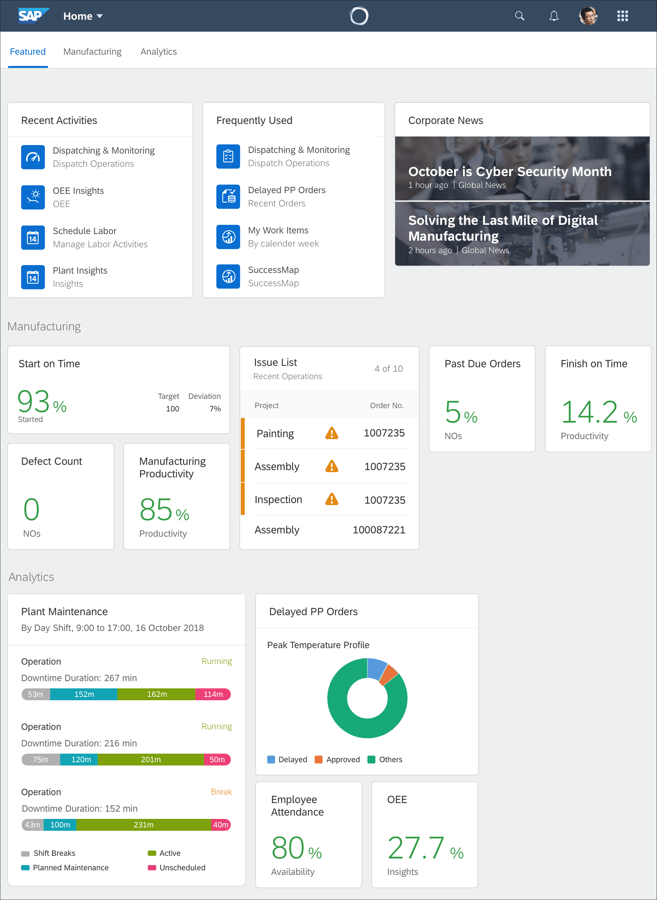 SAP
Home
Featured
Manufacturing
Analytics
Recent Activities
Dispatching & Monitoring
Dispatch Operations
OEE Insights
OEE
14
Schedule Labor
Manage Labor Activities
14
Plant Insights
Insights
Frequently Used
Dispatching & Monitoring
Dispatch Operations
Delayed PP Orders
Recent Orders
My Work Items
By calender week
SuccessMap
SuccessMap
Corporate News
October is Cyber Security Month
1 hour ago | Global News
Solving the Last Mile of Digital
Manufacturing
2 hours ago | Global News
Manufacturing
Start on Time
93 %
Started
Target Deviation
100 7%
Defect Count
0
NOs
Manufacturing
Productivity
85 %
Productivity
Issue List
Recent Operations
4 of 10
Project Order No.
Painting 1007235
Assembly 1007235
Inspection 1007235
Assembly 100087221
Past Due Orders
5 %
NOs
Finish on Time
14.2 %
Productivity
Analytics
Plant Maintenance
By Day Shift, 9:00 to 17:00, 16 October 2018
Operation Running
Downtime Duration: 267 min
53m 152m 162m 114m
Operation Running
Downtime Duration: 216 min
75m 120m 201m 50m
Operation Break
Downtime Duration: 152 min
43m 100m 231m 40m
Shift Breaks Active
Planned Maintenance Unscheduled
Delayed PP Orders
Peak Temperature Profile
Delayed Approved Others
Employee
Attendance
80 %
Availability
OEE
27.7 %
Insights